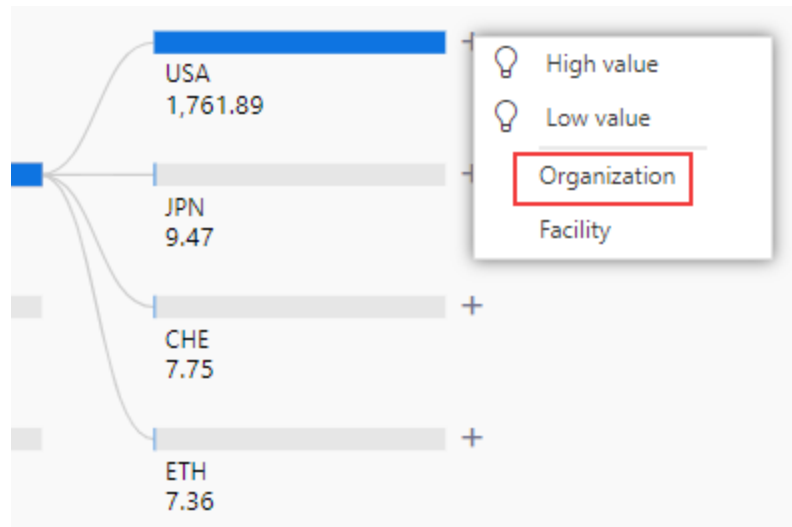 USA
1,761.89
JPN
9.47
CHE
7.75
ETH
7.36
High value
Low value
Organization
Facility